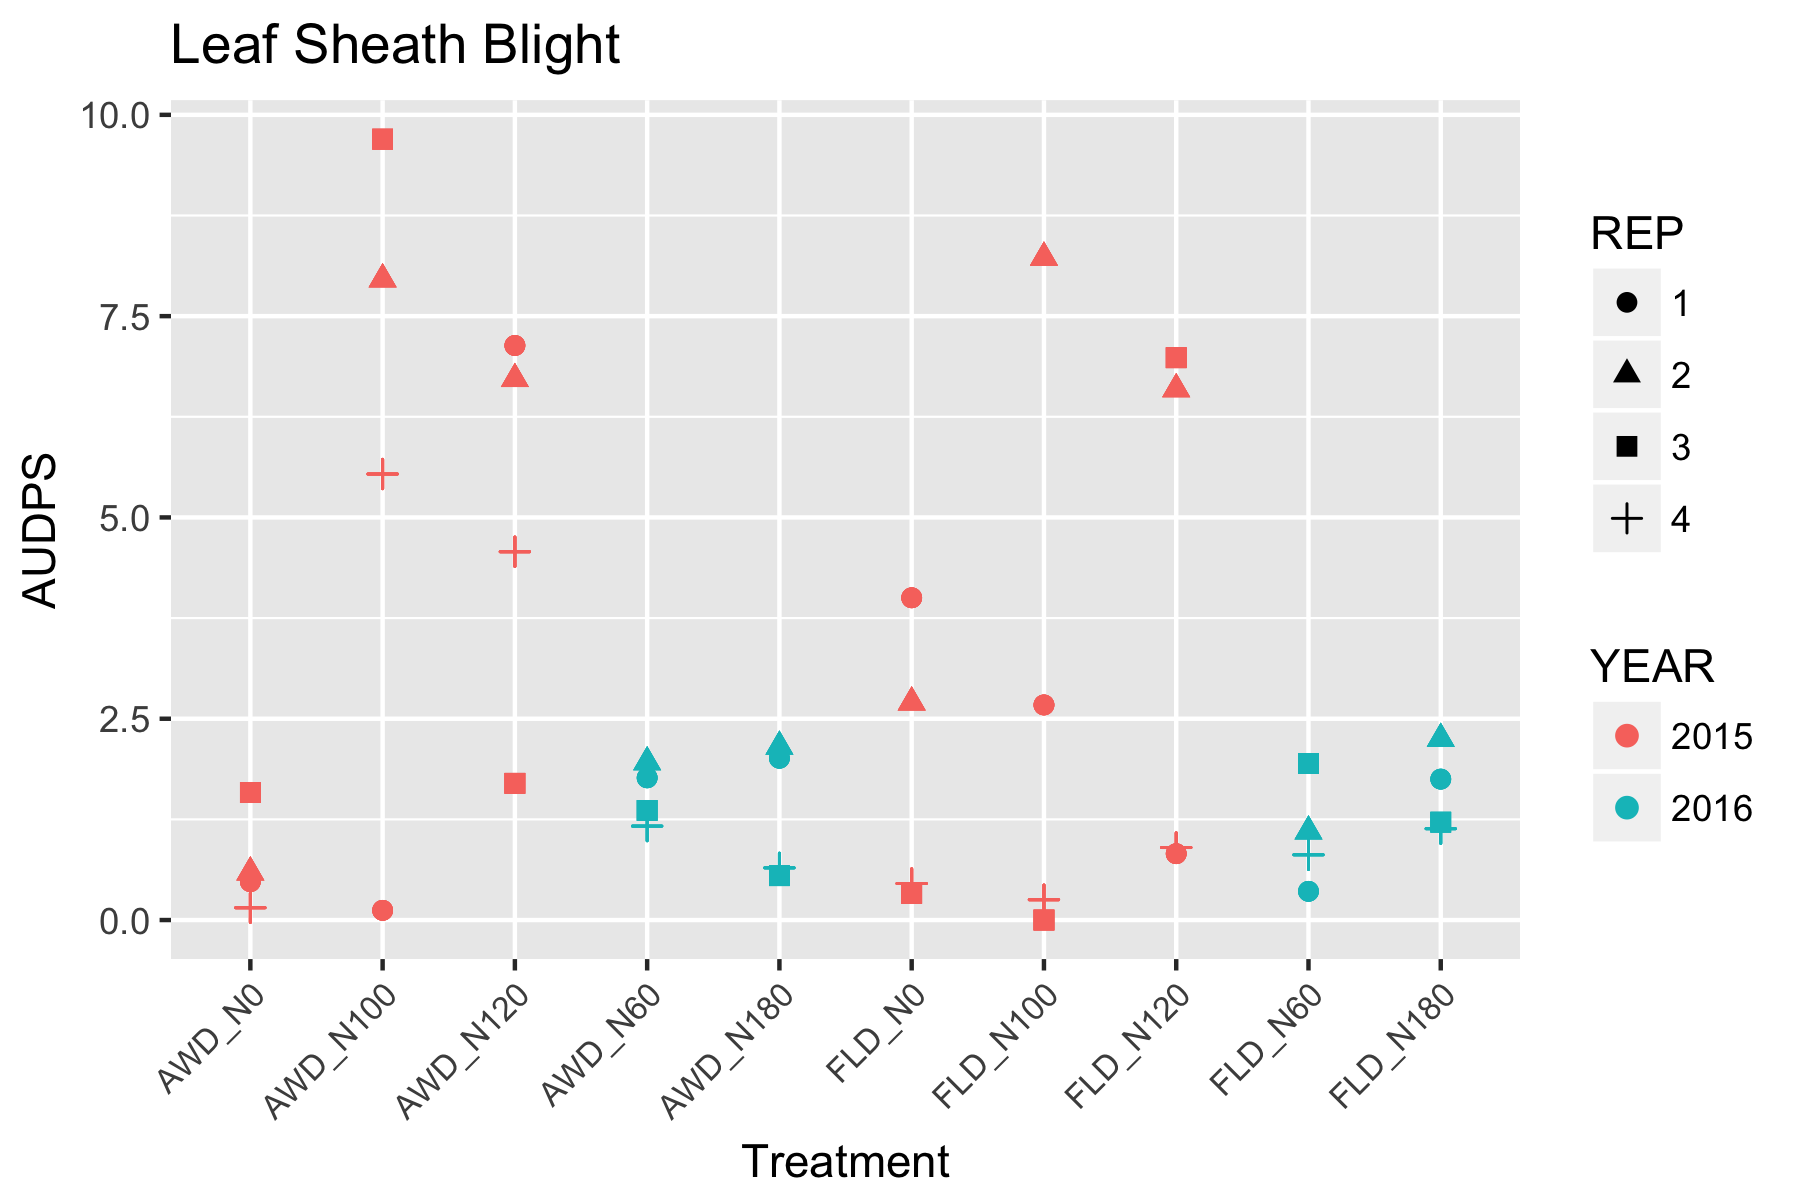 Leaf Sheath Blight
10.0
7.5
5.0
2.5
0.0
AUDPS
AWD_N0
AWD_N100
AWD_N120
AWD_N60
AWD_N180
FLD_N0
FLD_N100
FLD_N120
FLD_N60
FLD_N180
Treatment
REP
1
2
3
4
YEAR
2015
2016